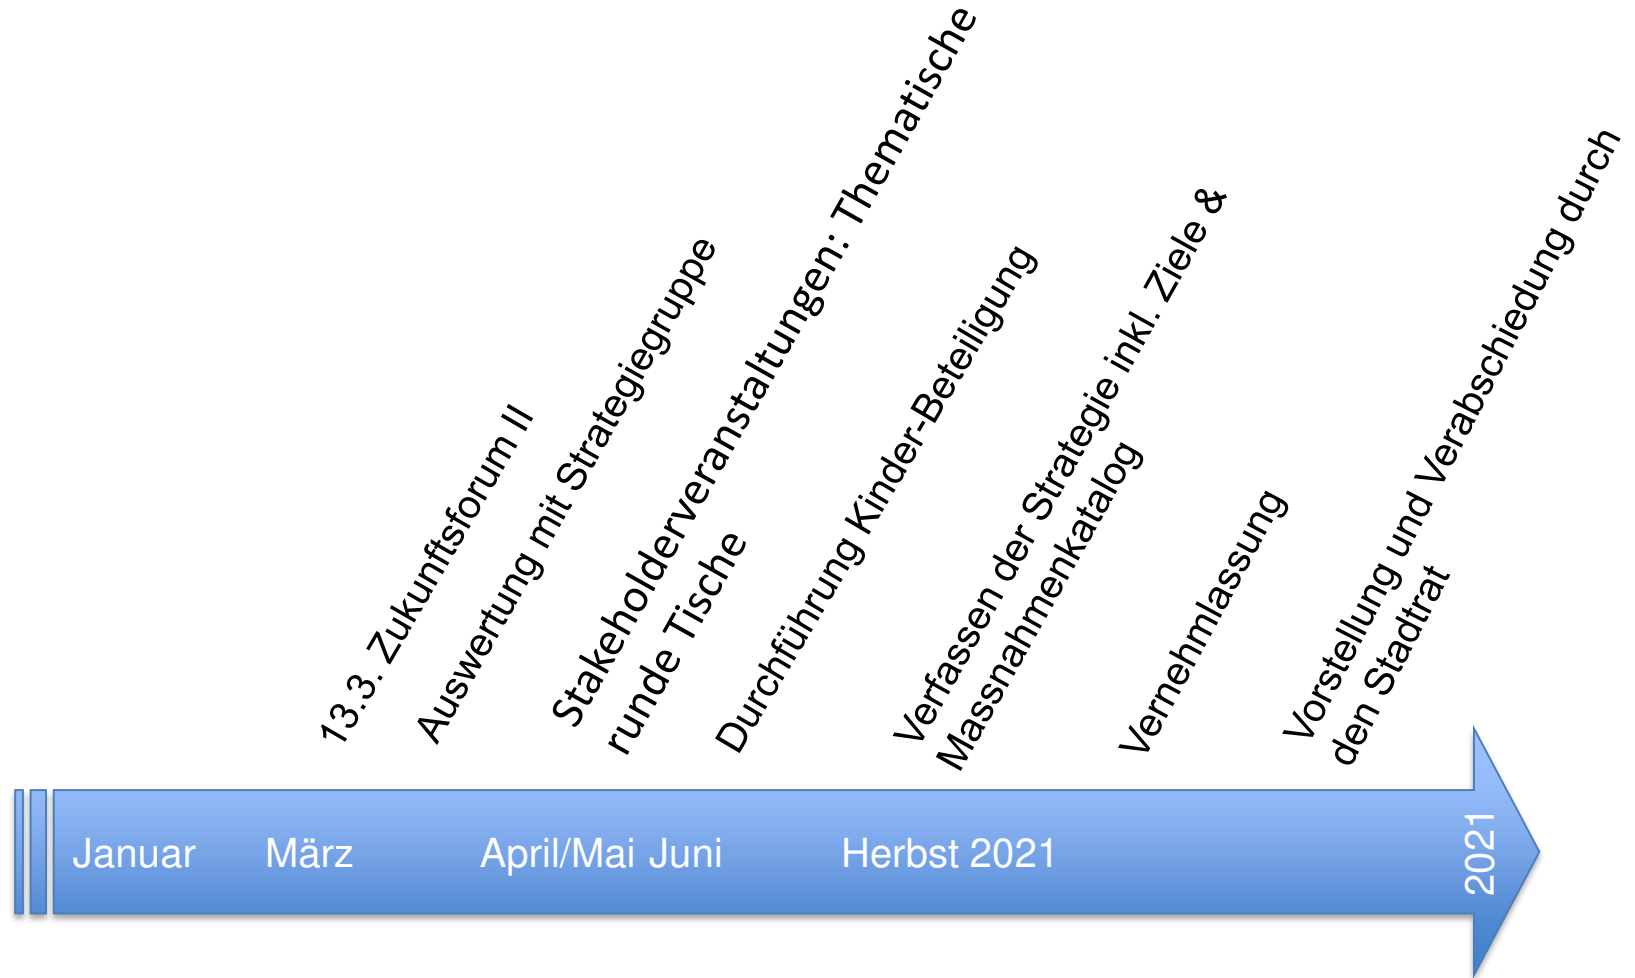 13.3. Zukunftsforum II
Auswertung mit Strategiegruppe
Stakeholderveranstaltungen: Thematische
runde Tische
Durchführung Kinder-Beteiligung
Verfassen der Strategie inkl. Ziele &
Massnahmenkatalog
Vernehmlassung
Vorstellung und Verabschiedung durch
den Stadtrat
Januar März April/Mai Juni Herbst 2021
2021